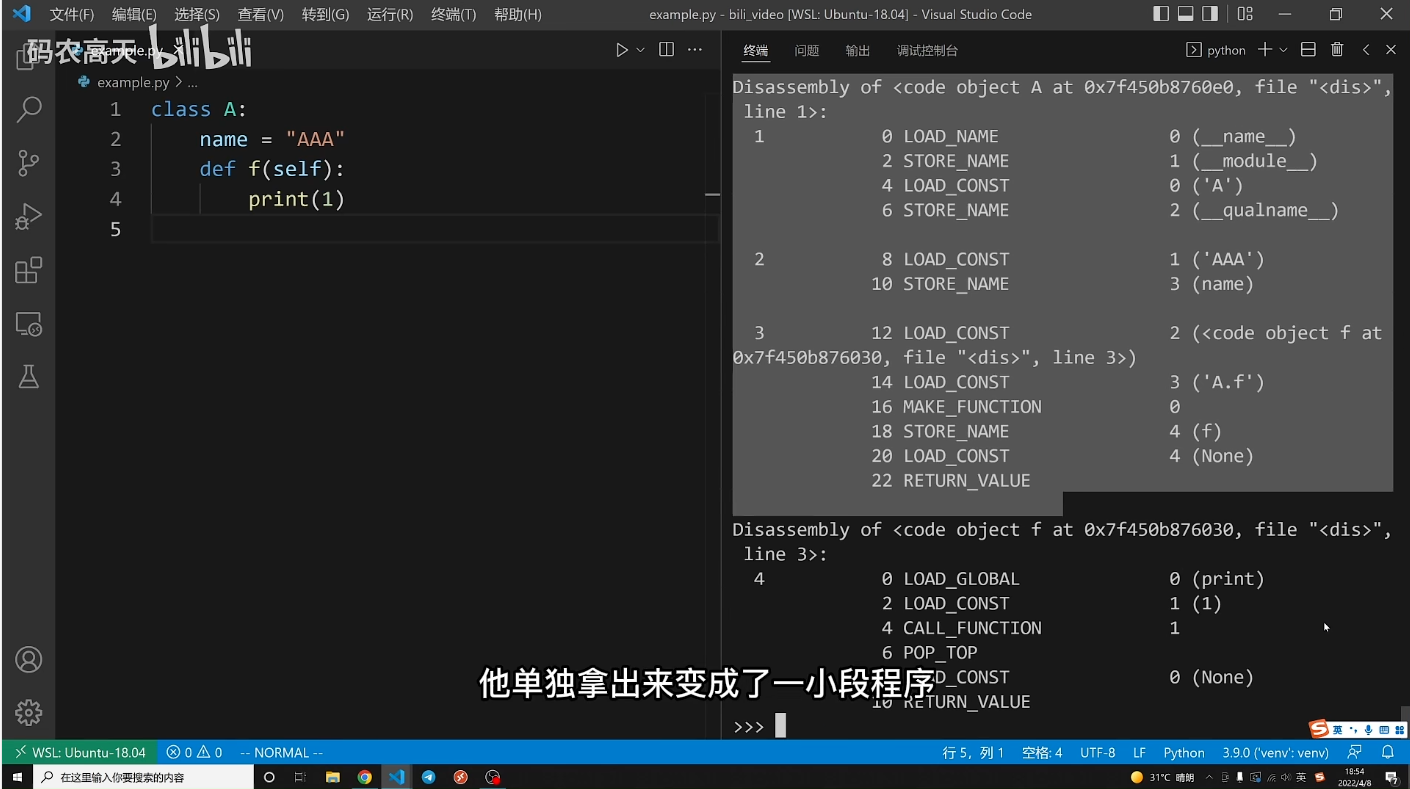 文件(F) 编辑(E) 选择(S) 查看(V) 转到(G) 运行(R) 终端(T) 帮助(H) example.py - bili_video [WSL: Ubuntu-18.04] - Visual Studio Code
码农高天 bilibili
example.py
example.py > ...
1 class A:
2 name = "AAA"
3 def f(self):
4 print(1)
5
终端 问题 输出 调试控制台 python
Disassembly of <code object A at 0x7f450b8760e0, file "<dis>",
line 1>:
1 0 LOAD_NAME 0 (__name__)
2 STORE_NAME 1 (__module__)
4 LOAD_CONST 0 ('A')
6 STORE_NAME 2 (__qualname__)
2 8 LOAD_CONST 1 ('AAA')
10 STORE_NAME 3 (name)
3 12 LOAD_CONST 2 (<code object f at
0x7f450b876030, file "<dis>", line 3>)
14 LOAD_CONST 3 ('A.f')
16 MAKE_FUNCTION 0
18 STORE_NAME 4 (f)
20 LOAD_CONST 4 (None)
22 RETURN_VALUE
Disassembly of <code object f at 0x7f450b876030, file "<dis>",
line 3>:
4 0 LOAD_GLOBAL 0 (print)
2 LOAD_CONST 1 (1)
4 CALL_FUNCTION 1
6 POP_TOP
_CONST 0 (None)
10 RETURN_VALUE
>>>
他单独拿出来变成了一小段程序
英
WSL: Ubuntu-18.04 0 0 -- NORMAL -- 行 5，列 1 空格: 4 UTF-8 LF Python 3.9.0 ('venv': venv)
在这里输入你要搜索的内容 31°C 晴朗 英 18:54
2022/4/8